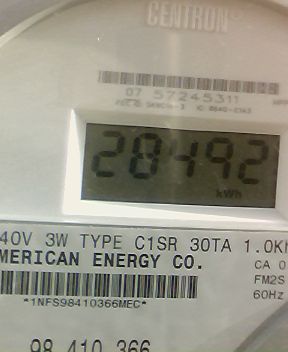 CENTRON
07 57245311
28492
kWh
40V 3W TYPE C1SR 30TA 1.0K
MERICAN ENERGY CO.
CA 0
FM2S
*1NFS98410366MEC*
60Hz
98 410 366